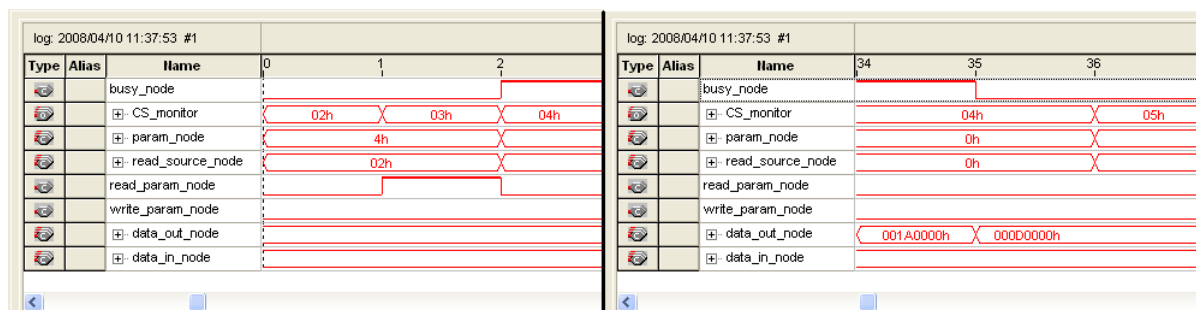 log: 2008/04/10 11:37:53 #1
Type Alias Name 0 1 2
busy_node
CS_monitor 02h 03h 04h
param_node 4h
read_source_node 02h
read_param_node
write_param_node
data_out_node
data_in_node
log: 2008/04/10 11:37:53 #1
Type Alias Name 34 35 36
busy_node
CS_monitor 04h 05h
param_node 0h
read_source_node 0h
read_param_node
write_param_node
data_out_node 001A0000h 000D0000h
data_in_node